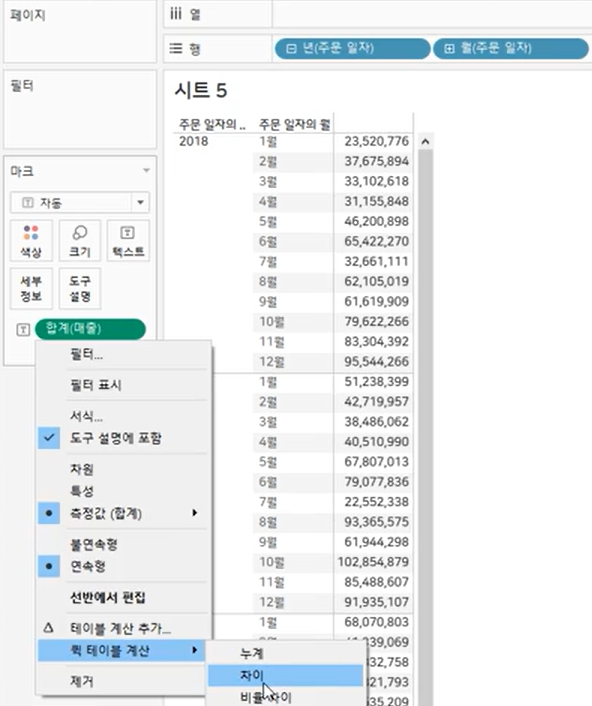 페이지
iii 열
행 년(주문 일자) 월(주문 일자)
필터
시트 5
주문 일자의 .. 주문 일자의 월
2018 1월 23,520,776
2월 37,675,894
3월 33,102,618
4월 31,155,848
5월 46,200,898
6월 65,422,270
7월 32,661,111
8월 62,105,019
9월 61,619,909
10월 79,622,266
11월 83,304,392
12월 95,544,266
1월 51,238,399
2월 42,719,957
3월 38,486,062
4월 40,510,990
5월 67,807,013
6월 79,077,836
7월 22,552,338
8월 93,365,575
9월 61,944,298
10월 102,854,879
11월 85,488,607
12월 91,935,107
1월 68,070,803
마크
자동
색상 크기 텍스트
세부 정보 도구 설명
합계(매출)
필터...
필터 표시
서식...
도구 설명에 포함
차원
특성
측정값 (합계)
불연속형
연속형
선반에서 편집
테이블 계산 추가...
퀵 테이블 계산
제거
누계
차이
비율 차이